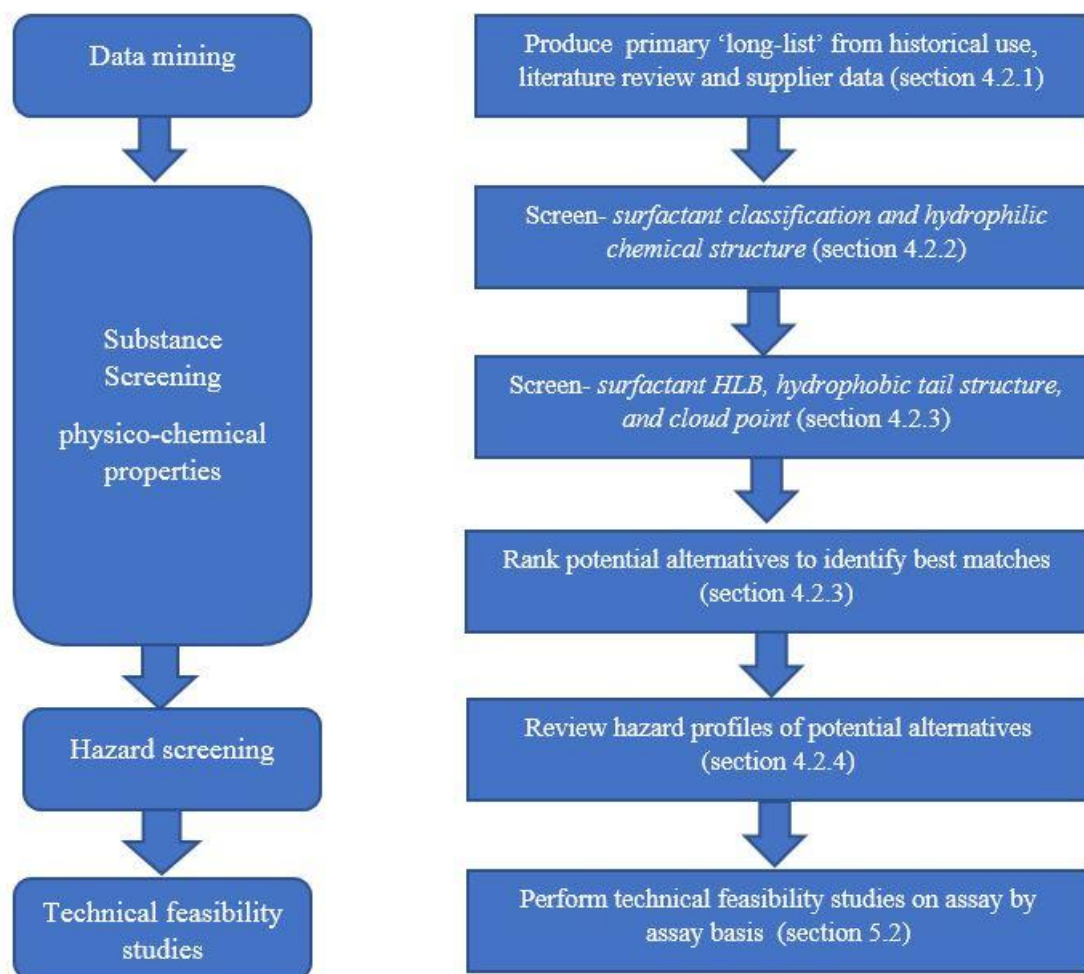 Data mining
Substance
Screening
physico-chemical
properties
Hazard screening
Technical feasibility
studies
Produce  primary ‘long-list’ from historical use,
literature review and supplier data (section 4.2.1)
Screen- surfactant classification and hydrophilic
chemical structure (section 4.2.2)
Screen- surfactant HLB, hydrophobic tail structure,
and cloud point (section 4.2.3)
Rank potential alternatives to identify best matches
(section 4.2.3)
Review hazard profiles of potential alternatives
(section 4.2.4)
Perform technical feasibility studies on assay by
assay basis  (section 5.2)